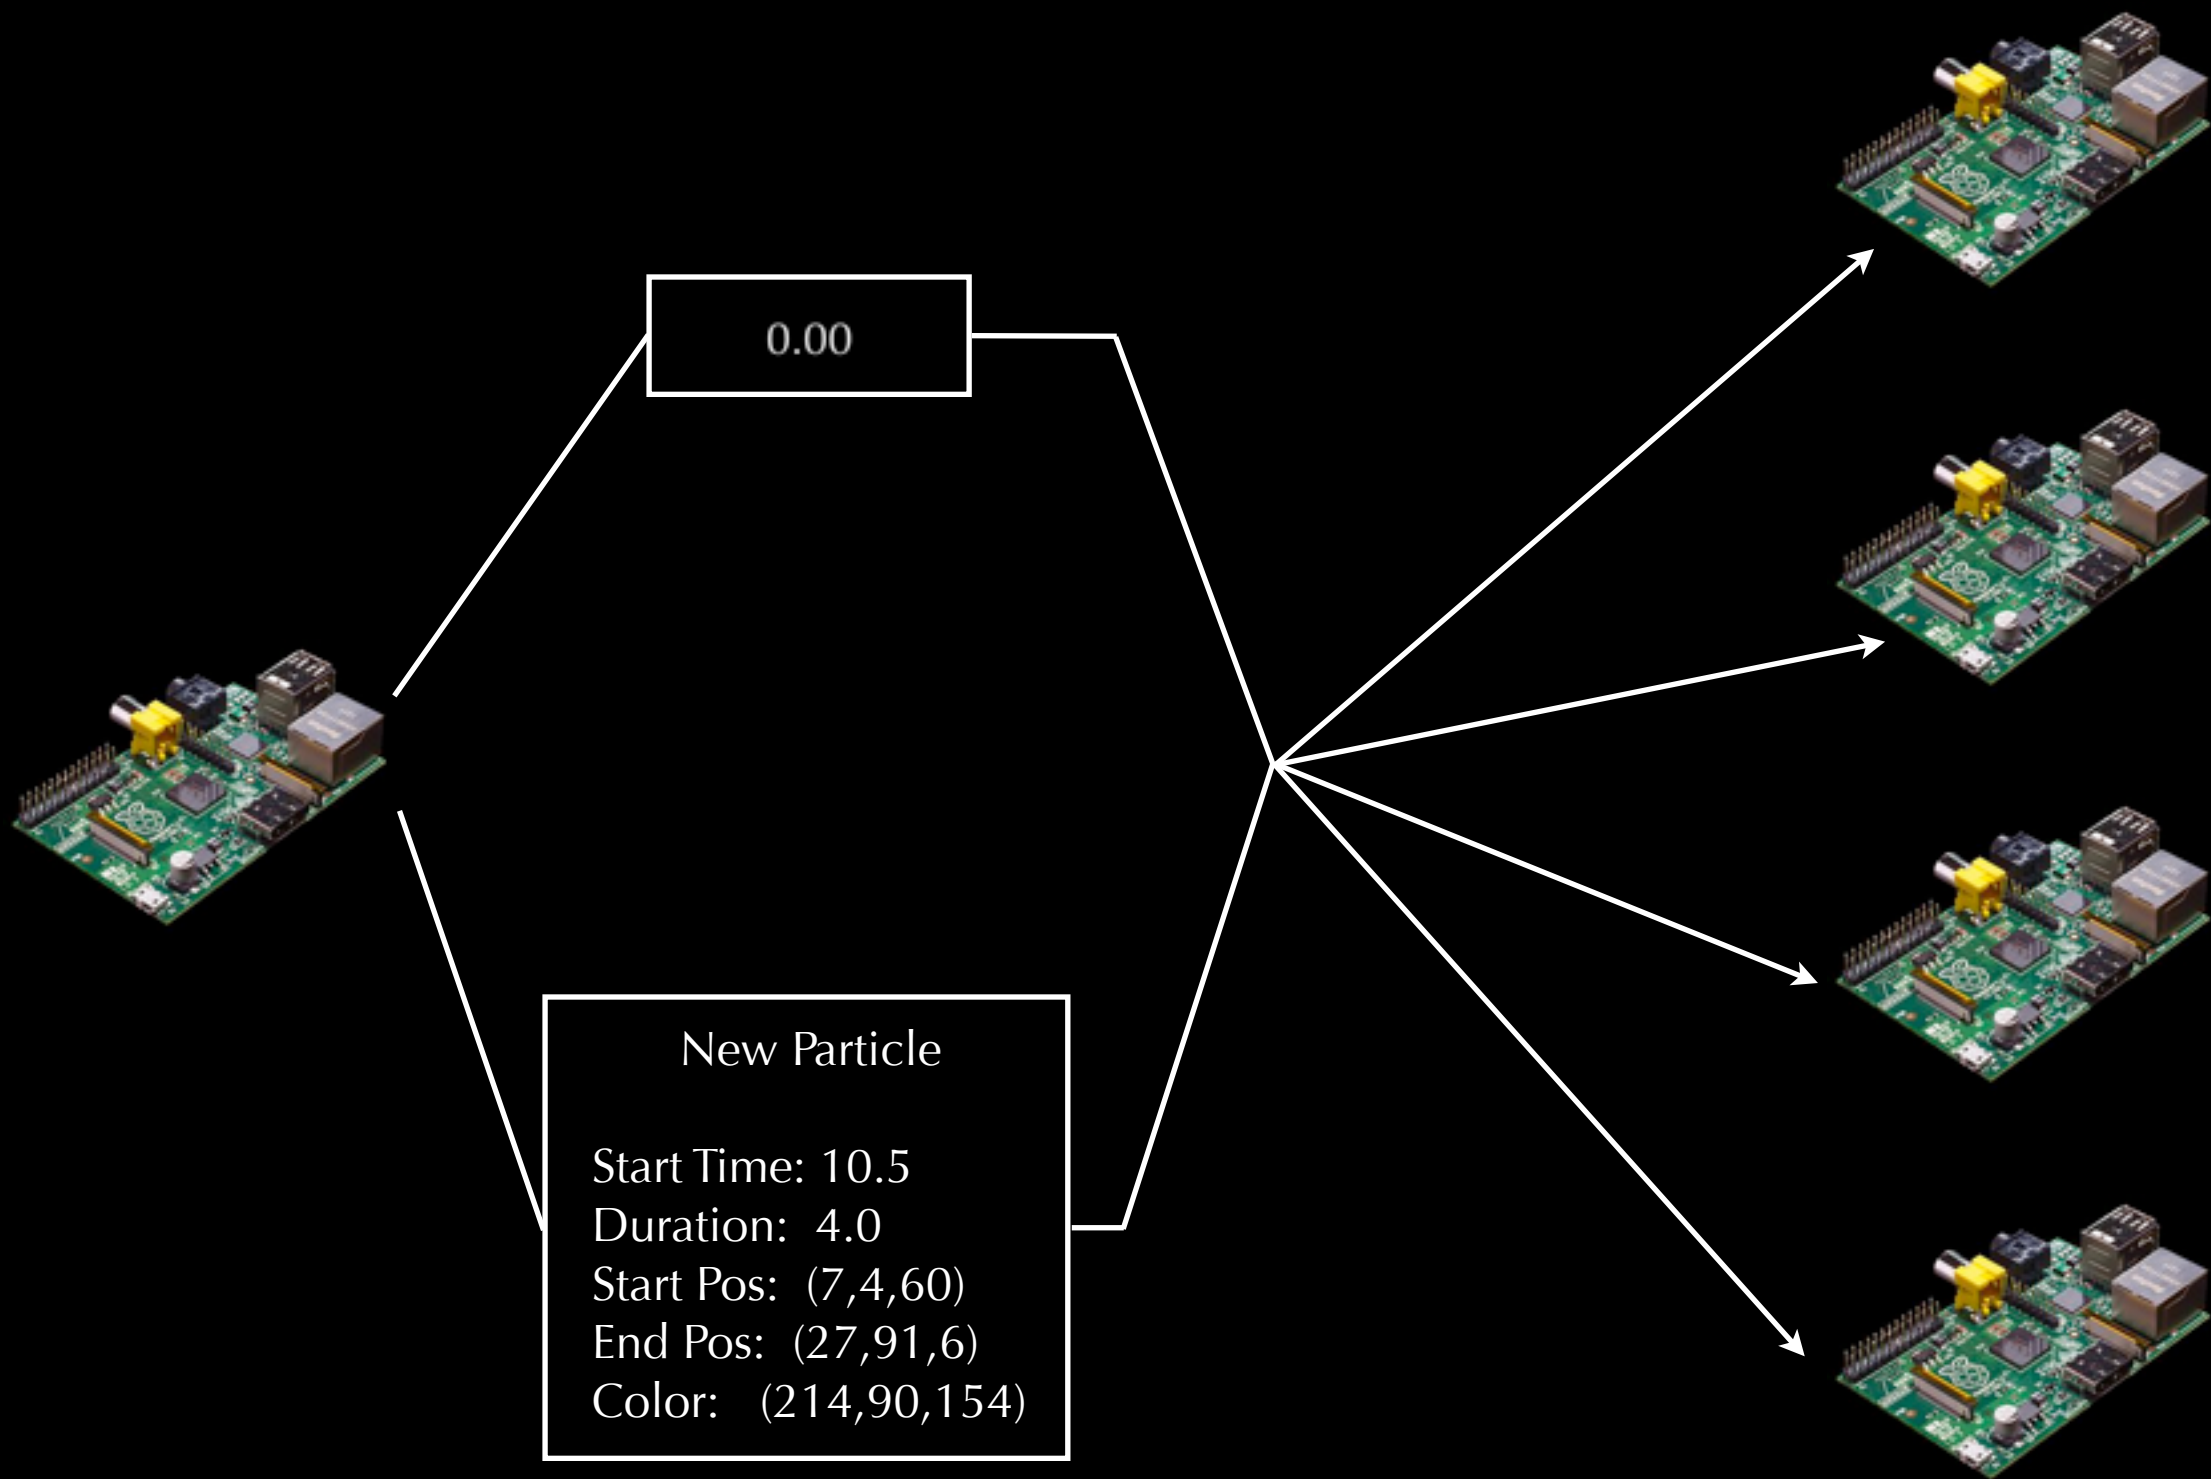 0.00
New Particle
Start Time: 10.5
Duration: 4.0
Start Pos: (7,4,60)
End Pos: (27,91,6)
Color: (214,90,154)